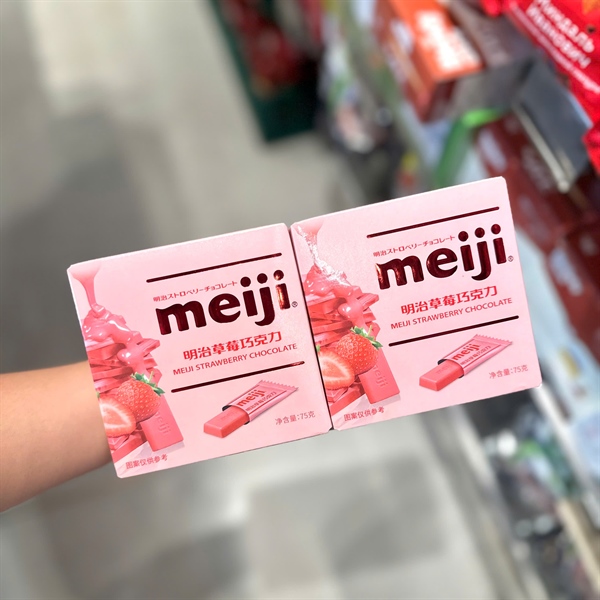 明治ストロベリーチョコレート
meiji®
明治草莓巧克力
MEIJI STRAWBERRY CHOCOLATE
meiji
净含量:75克
图案仅供参考
明治ストロベリーチョコレート
meiji®
明治草莓巧克力
MEIJI STRAWBERRY CHOCOLATE
meiji
净含量:75克
图案仅供参考